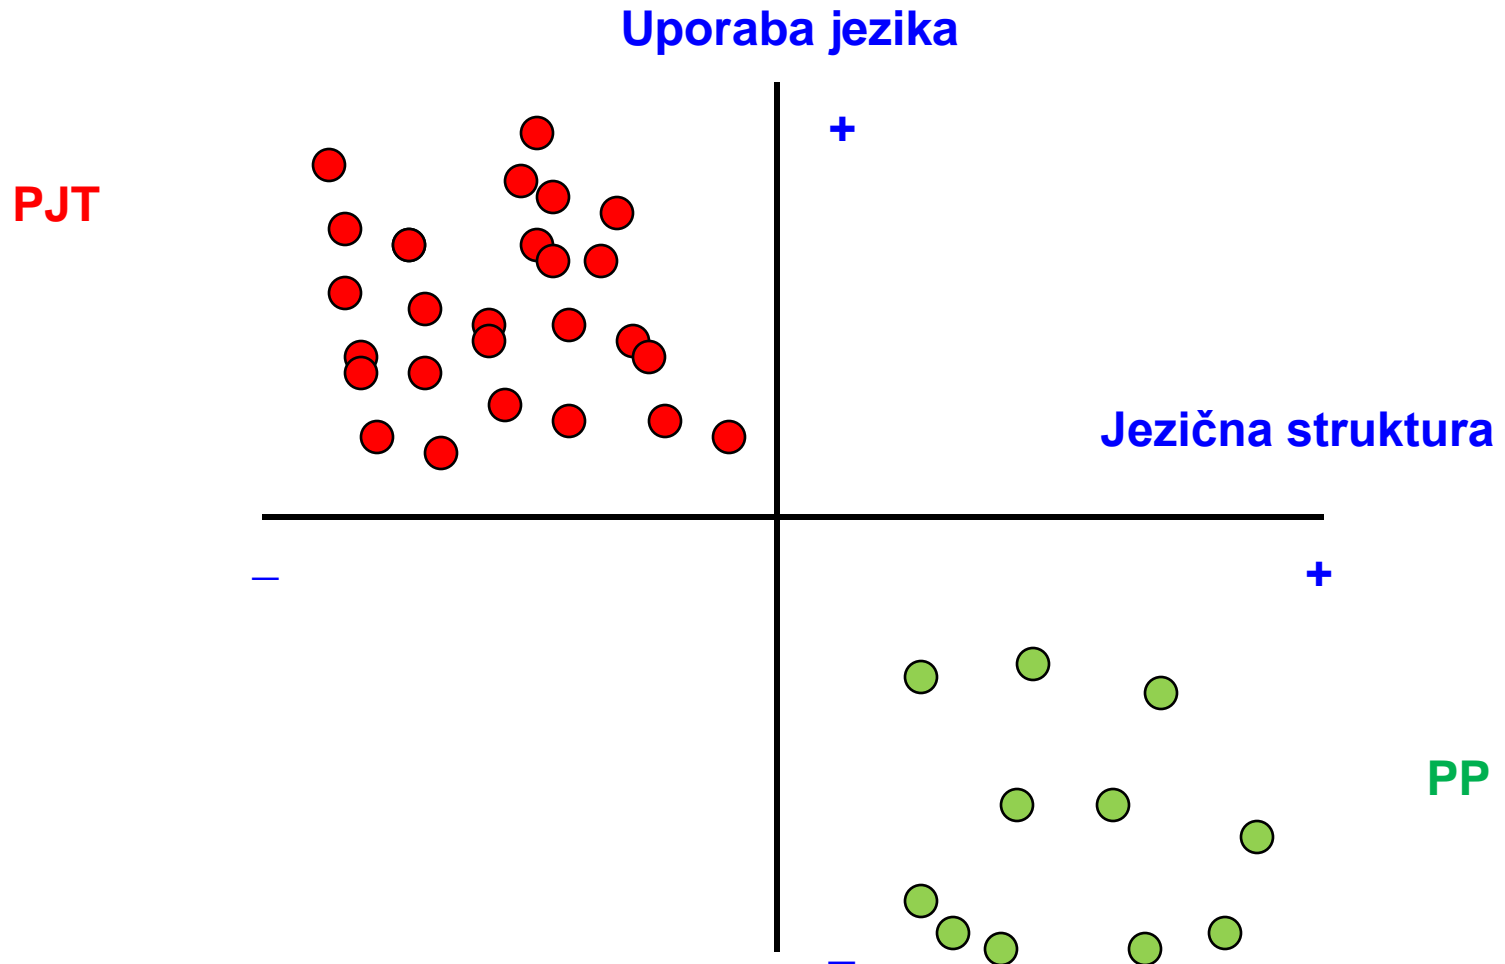 Uporaba jezika
+
PJT
Jezična struktura
_
+
PP
_